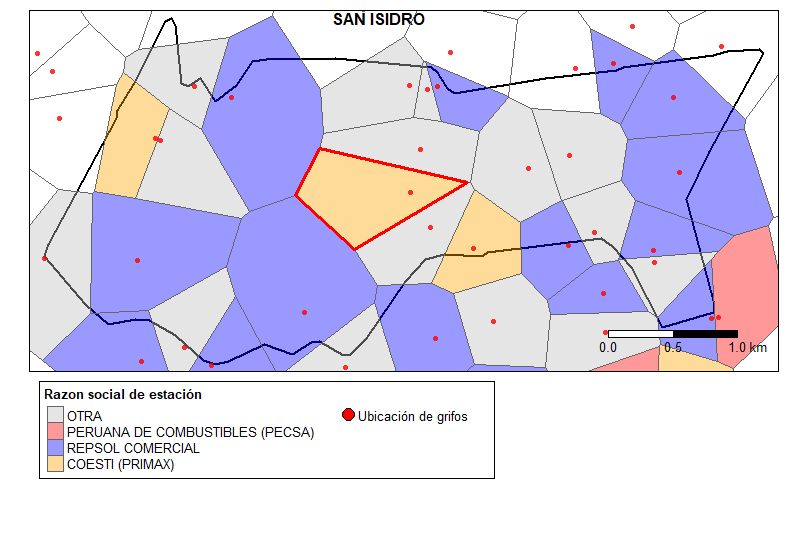 SAN ISIDRO
0.0 0.5 1.0 km
Razon social de estación
OTRA
Ubicación de grifos
PERUANA DE COMBUSTIBLES (PECSA)
REPSOL COMERCIAL
COESTI (PRIMAX)